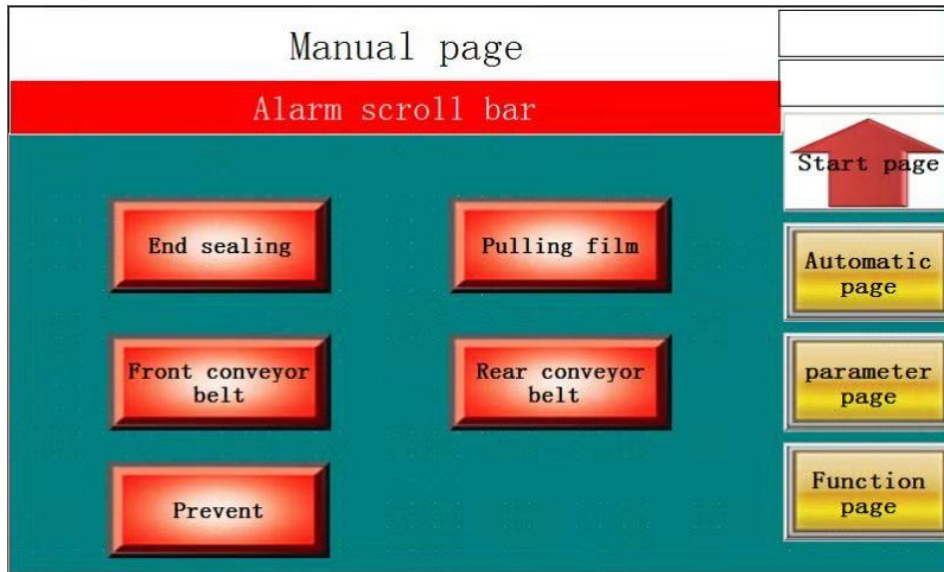 Manual page
Alarm scroll bar
Start page
End sealing
Pulling film
Automatic
page
Front conveyor
belt
Rear conveyor
belt
parameter
page
Prevent
Function
page